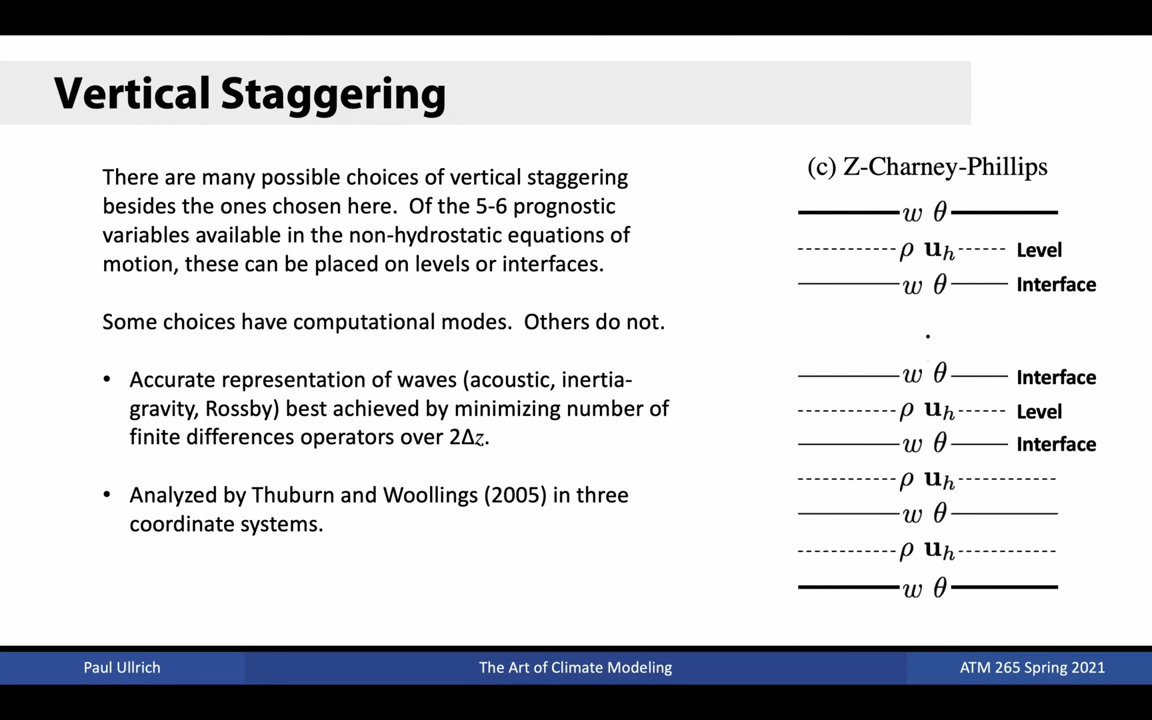 Vertical Staggering
There are many possible choices of vertical staggering
besides the ones chosen here.  Of the 5-6 prognostic
variables available in the non-hydrostatic equations of
motion, these can be placed on levels or interfaces.
Some choices have computational modes.  Others do not.
• Accurate representation of waves (acoustic, inertia-
gravity, Rossby) best achieved by minimizing number of
finite differences operators over 2Δz.
• Analyzed by Thuburn and Woollings (2005) in three
coordinate systems.
(c) Z-Charney-Phillips
w θ
ρ u_h Level
w θ Interface
.
w θ Interface
ρ u_h Level
w θ Interface
ρ u_h
w θ
ρ u_h
w θ
Paul Ullrich
The Art of Climate Modeling
ATM 265 Spring 2021